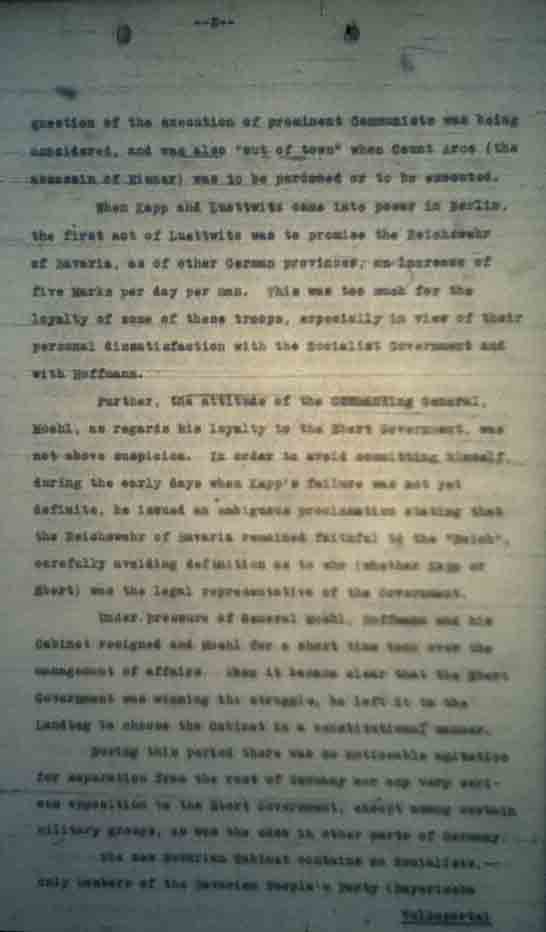 --2--
question of the execution of prominent Communists was being
considered, and was also "out of town" when Count Arco (the
assassin of Eisner) was to be pardoned or to be executed.
When Kapp and Luettwitz came into power in Berlin,
the first act of Luettwitz was to promise the Reichswehr
of Bavaria, as of other German provinces, an increase of
five Marks per day per man. This was too much for the
loyalty of some of these troops, especially in view of their
personal dissatisfaction with the Socialist Government and
with Hoffmann.
Further, the attitude of the Commanding General,
Moehl, as regards his loyalty to the Ebert Government, was
not above suspicion. In order to avoid committing himself
during the early days when Kapp's failure was not yet
definite, he issued an ambiguous proclamation stating that
the Reichswehr of Bavaria remained faithful to the "Reich",
carefully avoiding definition as to who (whether Kapp or
Ebert) was the legal representative of the Government.
Under pressure of General Moehl, Hoffmann and his
Cabinet resigned and Moehl for a short time took over the
management of affairs. When it became clear that the Ebert
Government was winning the struggle, he left it to the
Landtag to choose the Cabinet in a constitutional manner.
During this period there was no noticeable agitation
for separation from the rest of Germany nor any very seri-
ous opposition to the Ebert Government, except among certain
military groups, as was the case in other parts of Germany.
The new Bavarian Cabinet contains no Socialists,--
only members of the Bavarian People's Party (Bayerische
Volkspartei